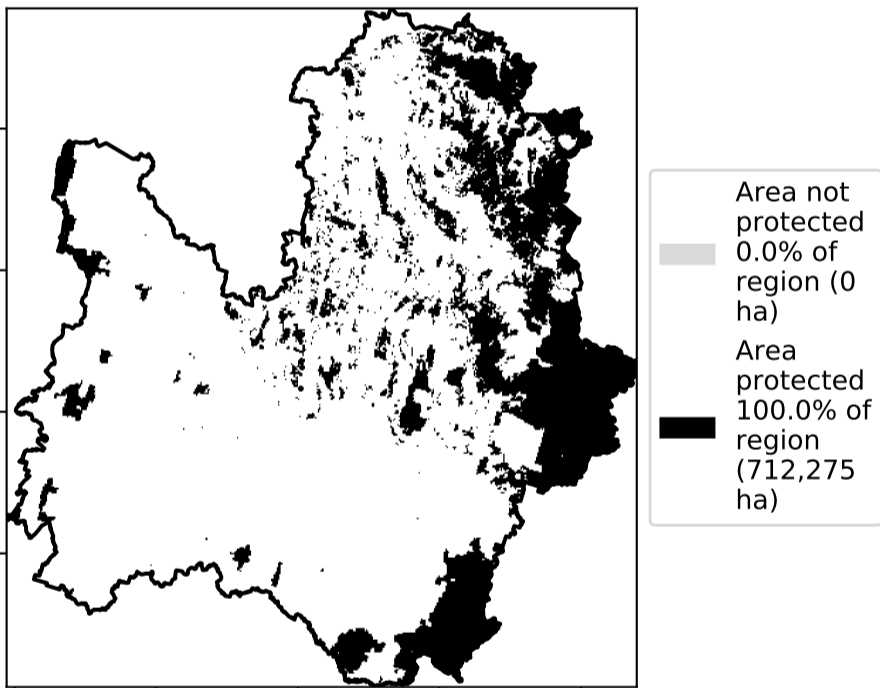 Area not
protected
0.0% of
region (0
ha)
Area
protected
100.0% of
region
(712,275
ha)